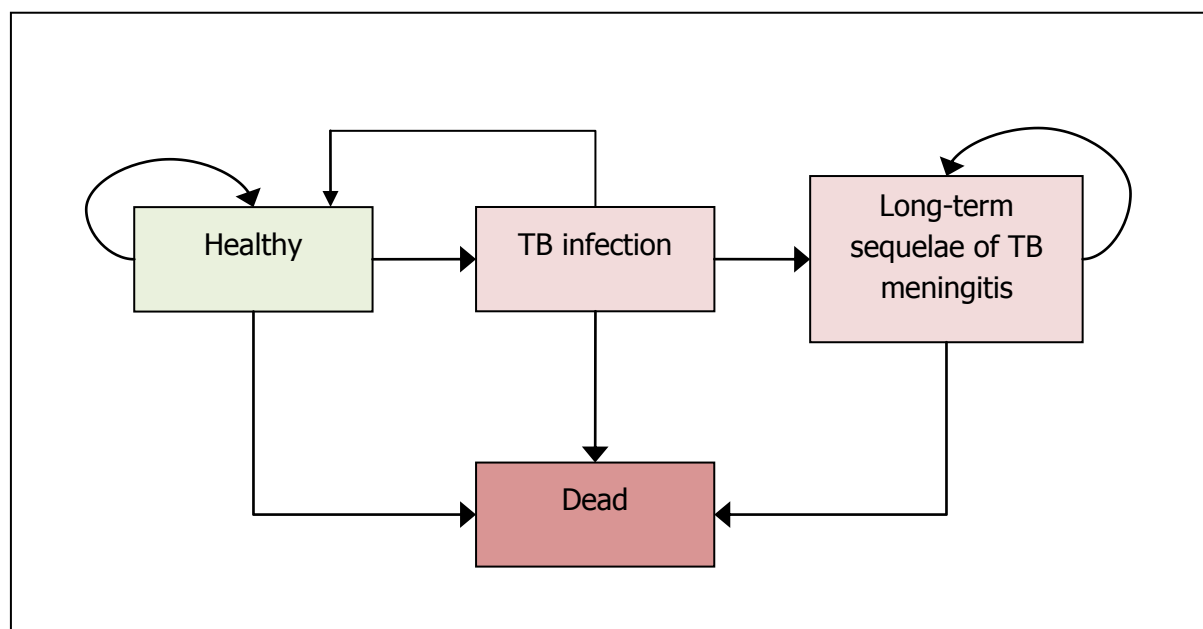 Healthy
TB infection
Long-term
sequelae of TB
meningitis
Dead